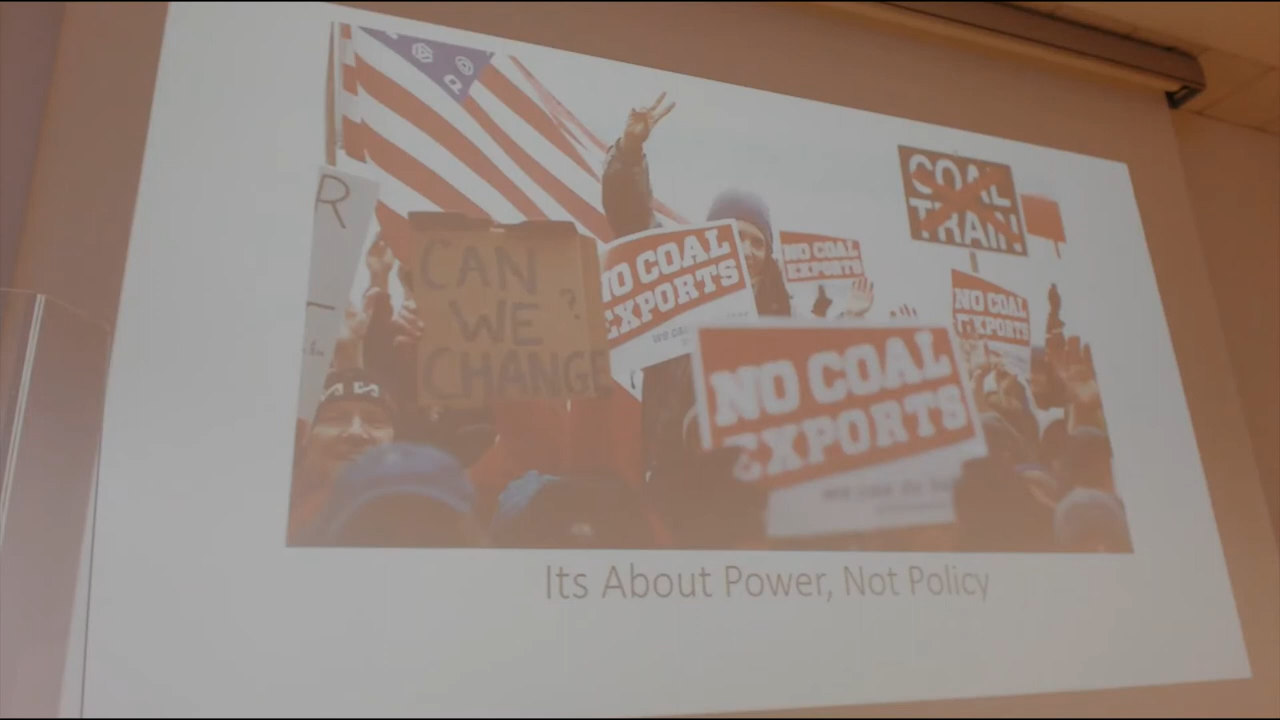 R
CAN
WE ?
CHANGE
NO COAL
EXPORTS
NO COAL
EXPORTS
COAL
TRAIN
NO COAL
EXPORTS
NO COAL
EXPORTS
Its About Power, Not Policy